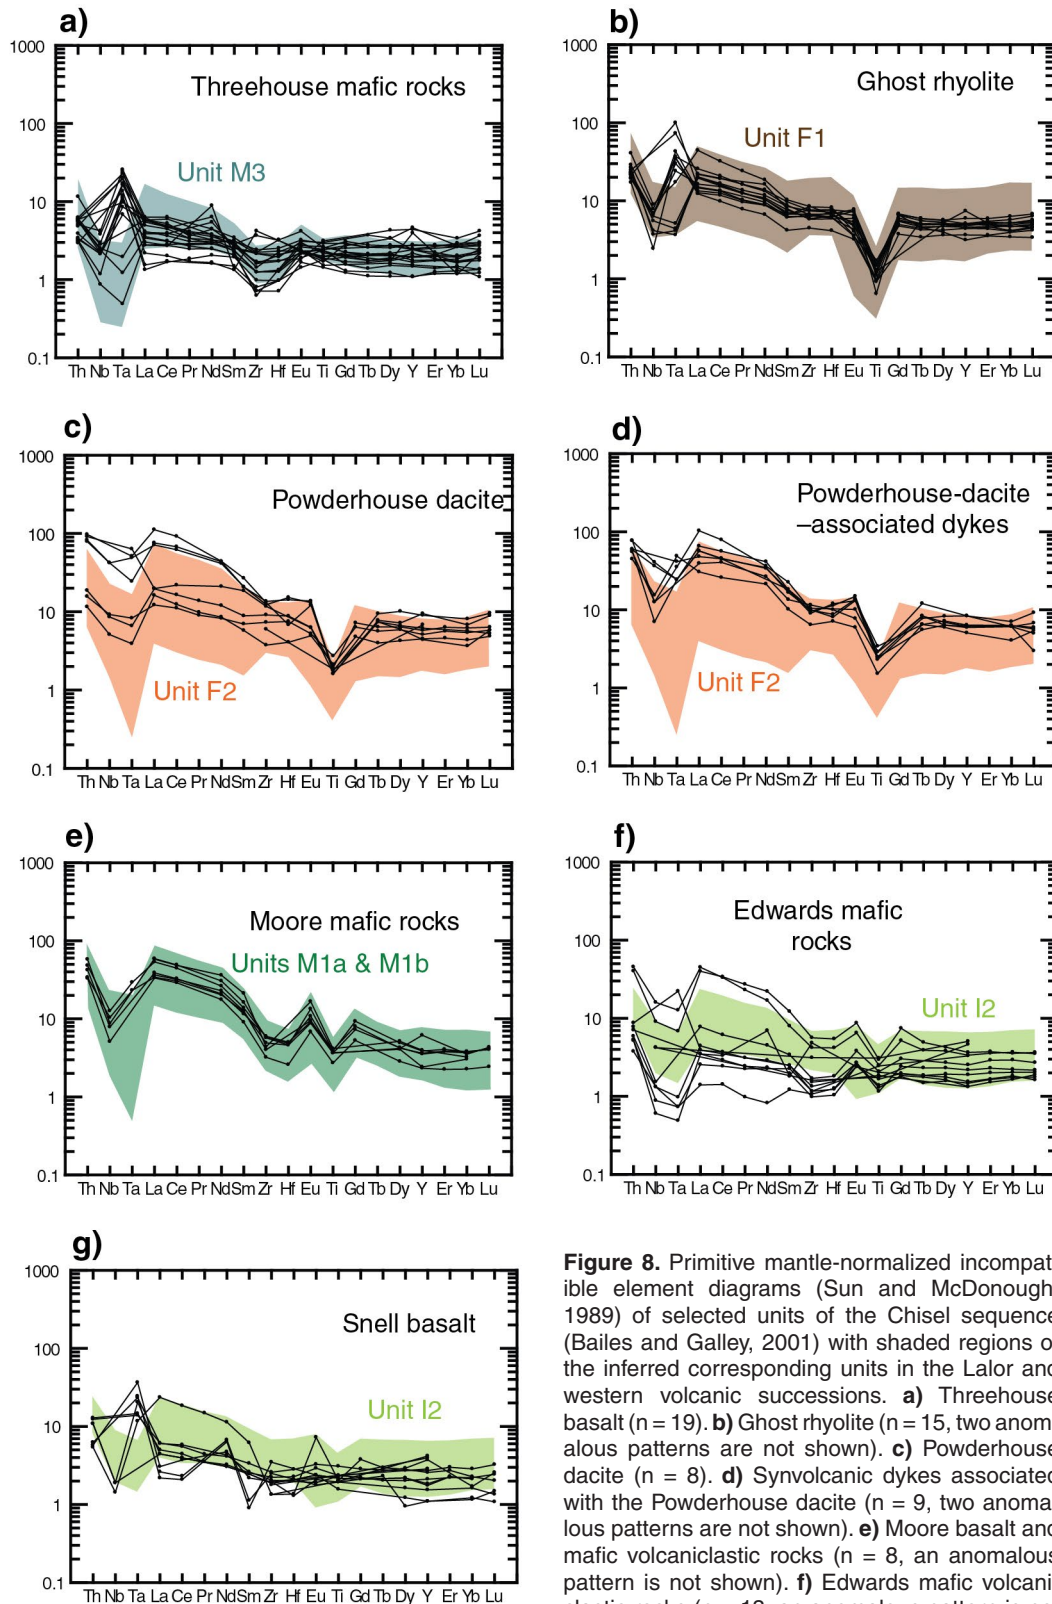 a)
1000
100
10
1
0.1
Threehouse mafic rocks
Unit M3
Th Nb Ta La Ce Pr Nd Sm Zr Hf Eu Ti Gd Tb Dy Y Er Yb Lu
b)
1000
100
10
1
0.1
Ghost rhyolite
Unit F1
Th Nb Ta La Ce Pr Nd Sm Zr Hf Eu Ti Gd Tb Dy Y Er Yb Lu
c)
1000
100
10
1
0.1
Powderhouse dacite
Unit F2
Th Nb Ta La Ce Pr Nd Sm Zr Hf Eu Ti Gd Tb Dy Y Er Yb Lu
d)
1000
100
10
1
0.1
Powderhouse-dacite
–associated dykes
Unit F2
Th Nb Ta La Ce Pr Nd Sm Zr Hf Eu Ti Gd Tb Dy Y Er Yb Lu
e)
1000
100
10
1
0.1
Moore mafic rocks
Units M1a & M1b
Th Nb Ta La Ce Pr Nd Sm Zr Hf Eu Ti Gd Tb Dy Y Er Yb Lu
f)
1000
100
10
1
0.1
Edwards mafic
rocks
Unit I2
Th Nb Ta La Ce Pr Nd Sm Zr Hf Eu Ti Gd Tb Dy Y Er Yb Lu
g)
1000
100
10
1
0.1
Snell basalt
Unit I2
Th Nb Ta La Ce Pr Nd Sm Zr Hf Eu Ti Gd Tb Dy Y Er Yb Lu
Figure 8. Primitive mantle-normalized incompat
ible element diagrams (Sun and McDonough
1989) of selected units of the Chisel sequence
(Bailes and Galley, 2001) with shaded regions o
the inferred corresponding units in the Lalor and
western volcanic successions. a) Threehouse
basalt (n = 19). b) Ghost rhyolite (n = 15, two anom
alous patterns are not shown). c) Powderhouse
dacite (n = 8). d) Synvolcanic dykes associated
with the Powderhouse dacite (n = 9, two anoma
lous patterns are not shown). e) Moore basalt and
mafic volcaniclastic rocks (n = 8, an anomalous
pattern is not shown). f) Edwards mafic volcani